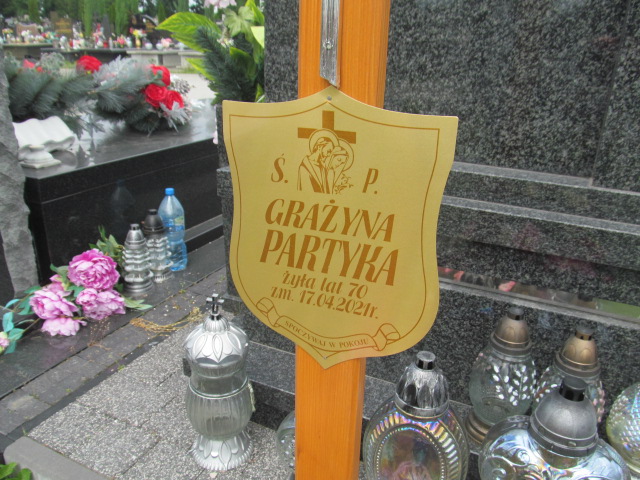 Ś. P.
GRAŻYNA
PARTYKA
żyła lat 70
zm. 17.04.2021r.
SPOCZYWAJ W POKOJU